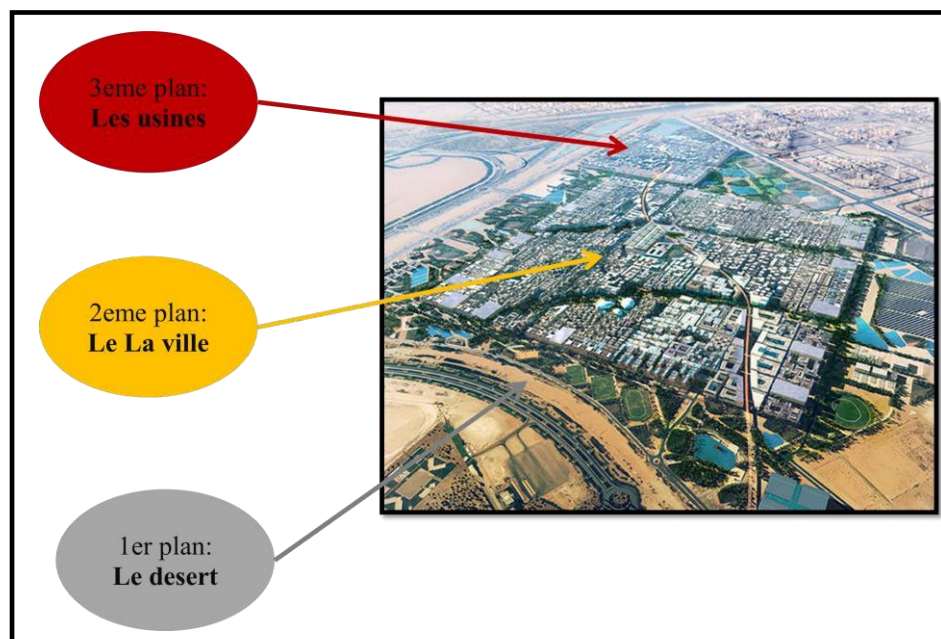 3eme plan:
Les usines
2eme plan:
Le La ville
1er plan:
Le desert